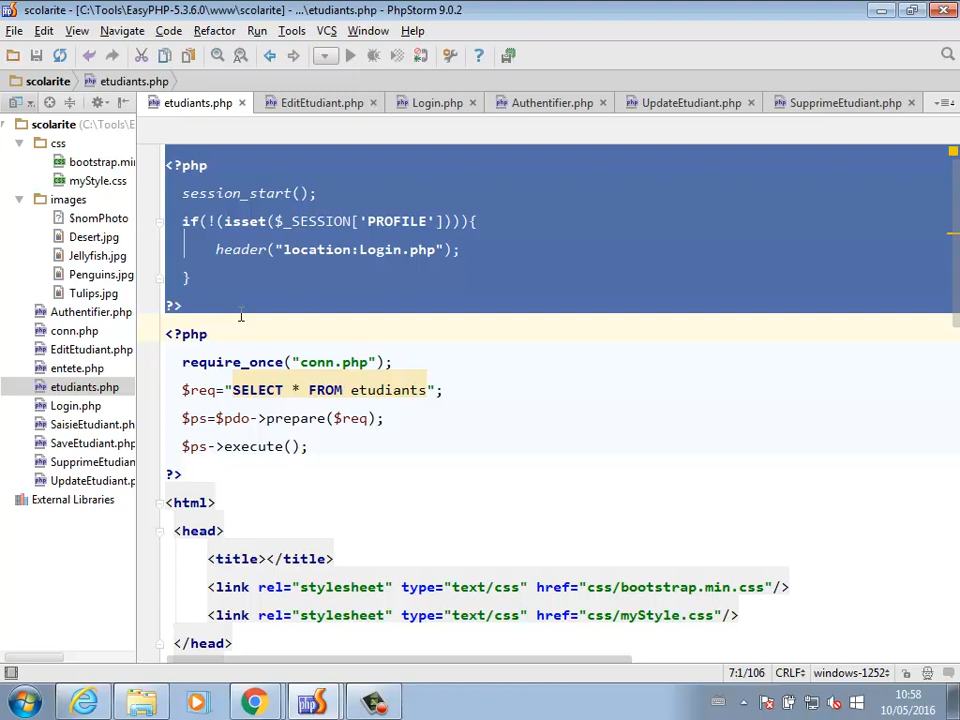 scolarite - [C:\Tools\EasyPHP-5.3.6.0\www\scolarite] - ...\etudiants.php - PhpStorm 9.0.2
File Edit View Navigate Code Refactor Run Tools VCS Window Help
scolarite etudiants.php
etudiants.php EditEtudiant.php Login.php Authentifier.php UpdateEtudiant.php SupprimeEtudiant.php
scolarite (C:\Tools\E
css
bootstrap.min
myStyle.css
images
$nomPhoto
Desert.jpg
Jellyfish.jpg
Penguins.jpg
Tulips.jpg
Authentifier.php
conn.php
EditEtudiant.php
entete.php
etudiants.php
Login.php
SaisieEtudiant.php
SaveEtudiant.php
SupprimeEtudian
UpdateEtudiant.p
External Libraries
<?php
session_start();
if(!(isset($_SESSION['PROFILE']))){
header("location:Login.php");
}
?>
<?php
require_once("conn.php");
$req="SELECT * FROM etudiants";
$ps=$pdo->prepare($req);
$ps->execute();
?>
<html>
<head>
<title></title>
<link rel="stylesheet" type="text/css" href="css/bootstrap.min.css"/>
<link rel="stylesheet" type="text/css" href="css/myStyle.css"/>
</head>
7:1/106 CRLF windows-1252
10:58
10/05/2016